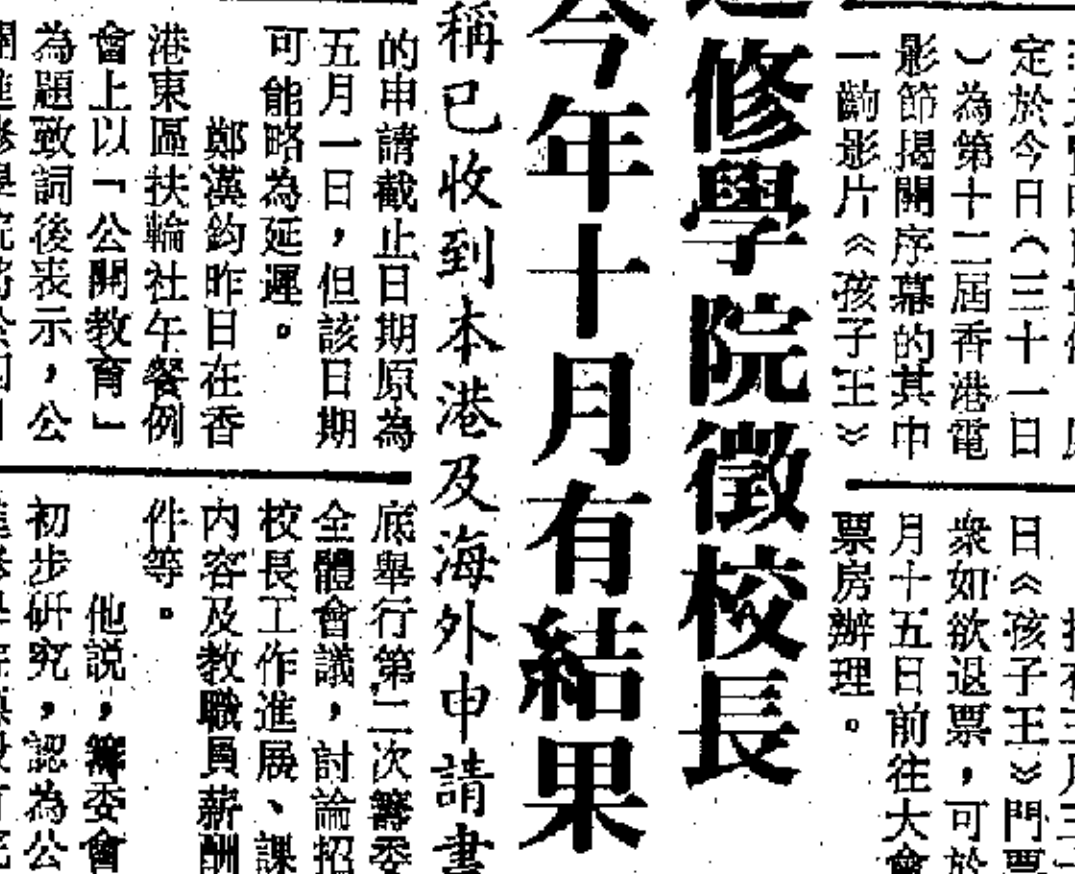 定於今日（三十一日
）為第十二屆香港電
影節揭開序幕的其中
一齣影片《孩子王》
日《孩子王》門票
衆如欲退票，可於
月十五日前往大會
票房辦理。
修學院徵校長
今年十月有結果
稱已收到本港及海外申請書
的申請截止日期原為
五月一日，但該日期
可能略為延遲。
鄭漢鈞昨日在香
港東區扶輪社午餐例
會上以「公開教育」
為題致詞後表示，公
底舉行第二次籌委
全體會議，討論招
校長工作進展、課
内容及教職員薪酬
件等。
他説，籌委會
初步研究，認為公